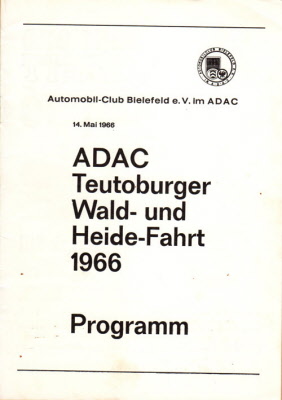 Automobil-Club Bielefeld e.V. im ADAC
14. Mai 1966
ADAC
Teutoburger
Wald- und
Heide-Fahrt
1966
Programm